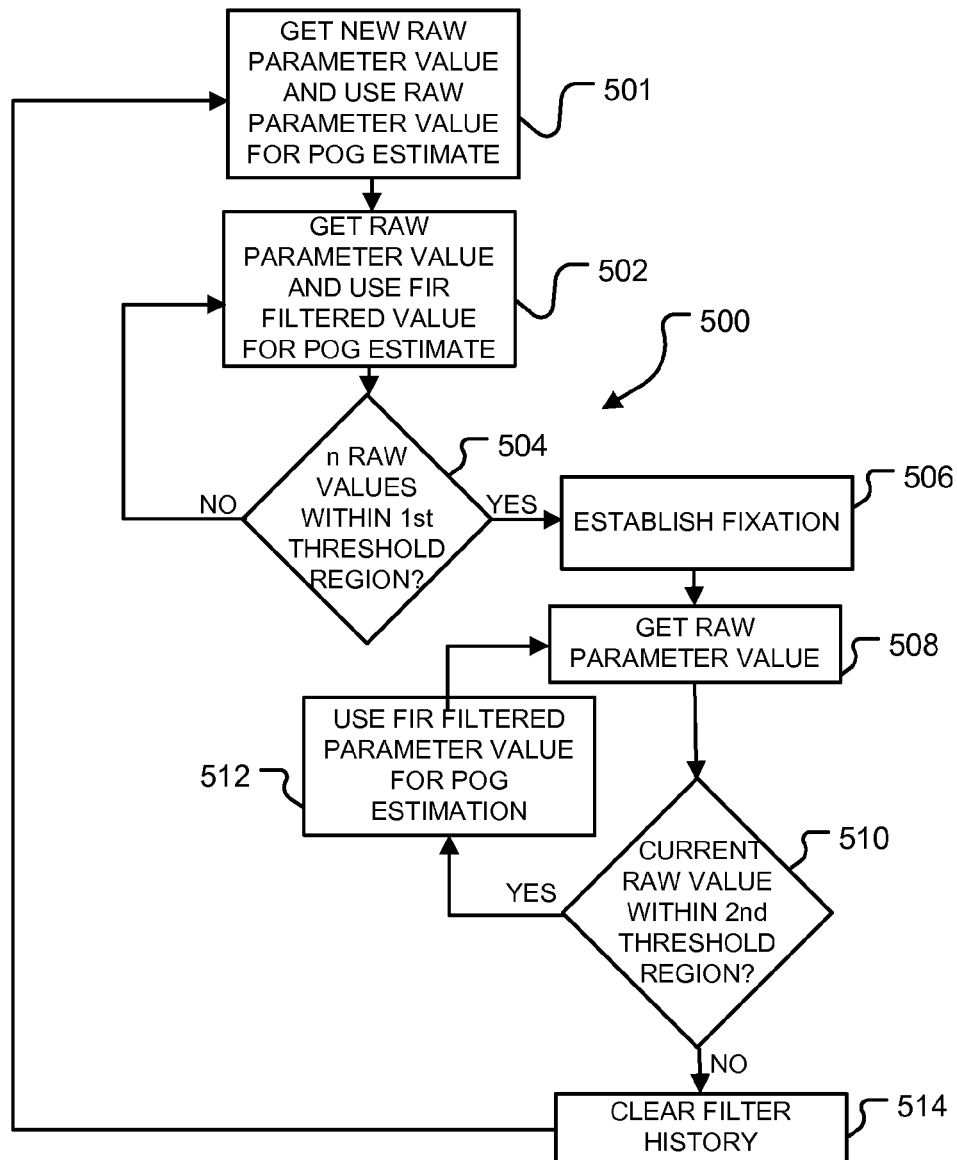 GET NEW RAW
PARAMETER VALUE
AND USE RAW
PARAMETER VALUE
FOR POG ESTIMATE
501
GET RAW
PARAMETER VALUE
AND USE FIR
FILTERED VALUE
FOR POG ESTIMATE
502
500
n RAW
VALUES
WITHIN 1st
THRESHOLD
REGION?
504
NO
YES
ESTABLISH FIXATION
506
GET RAW
PARAMETER VALUE
508
USE FIR FILTERED
PARAMETER VALUE
FOR POG
ESTIMATION
512
CURRENT
RAW VALUE
WITHIN 2nd
THRESHOLD
REGION?
510
YES
NO
CLEAR FILTER
HISTORY
514